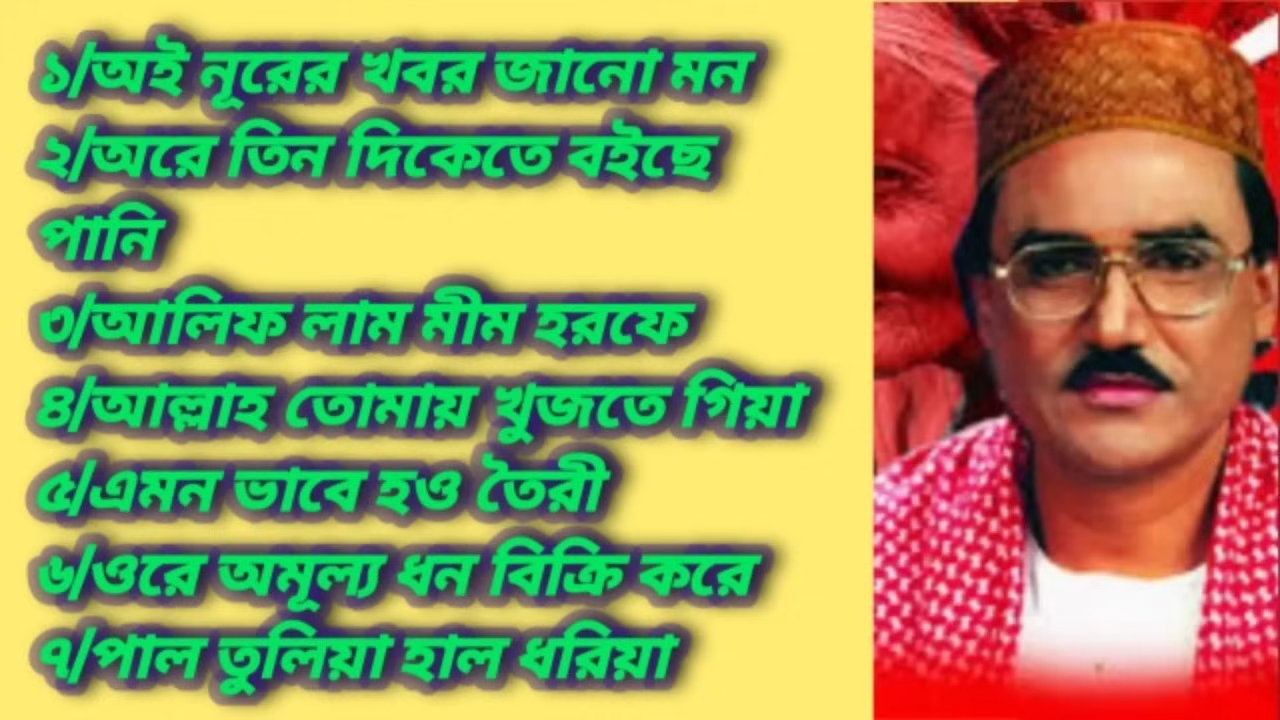 ১/অই নূরের খবর জানো মন
২/অরে তিন দিকেতে বইছে
পানি
৩/আলিফ লাম মীম হরফে
৪/আল্লাহ তোমায় খুজতে গিয়া
৫/এমন ভাবে হও তৈরী
৬/ওরে অমূল্য ধন বিক্রি করে
৭/পাল তুলিয়া হাল ধরিয়া